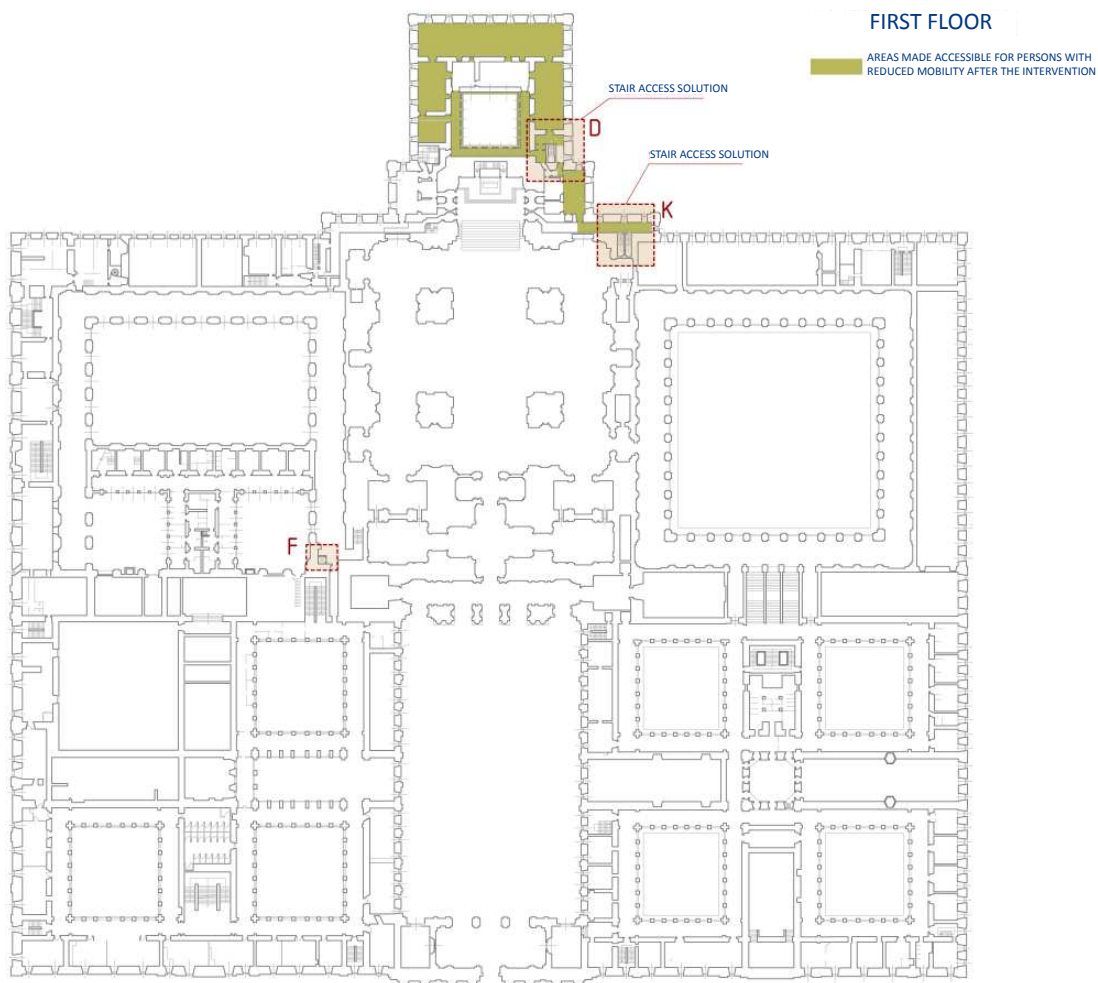 FIRST FLOOR
AREAS MADE ACCESSIBLE FOR PERSONS WITH
REDUCED MOBILITY AFTER THE INTERVENTION
STAIR ACCESS SOLUTION
D
STAIR ACCESS SOLUTION
K
F